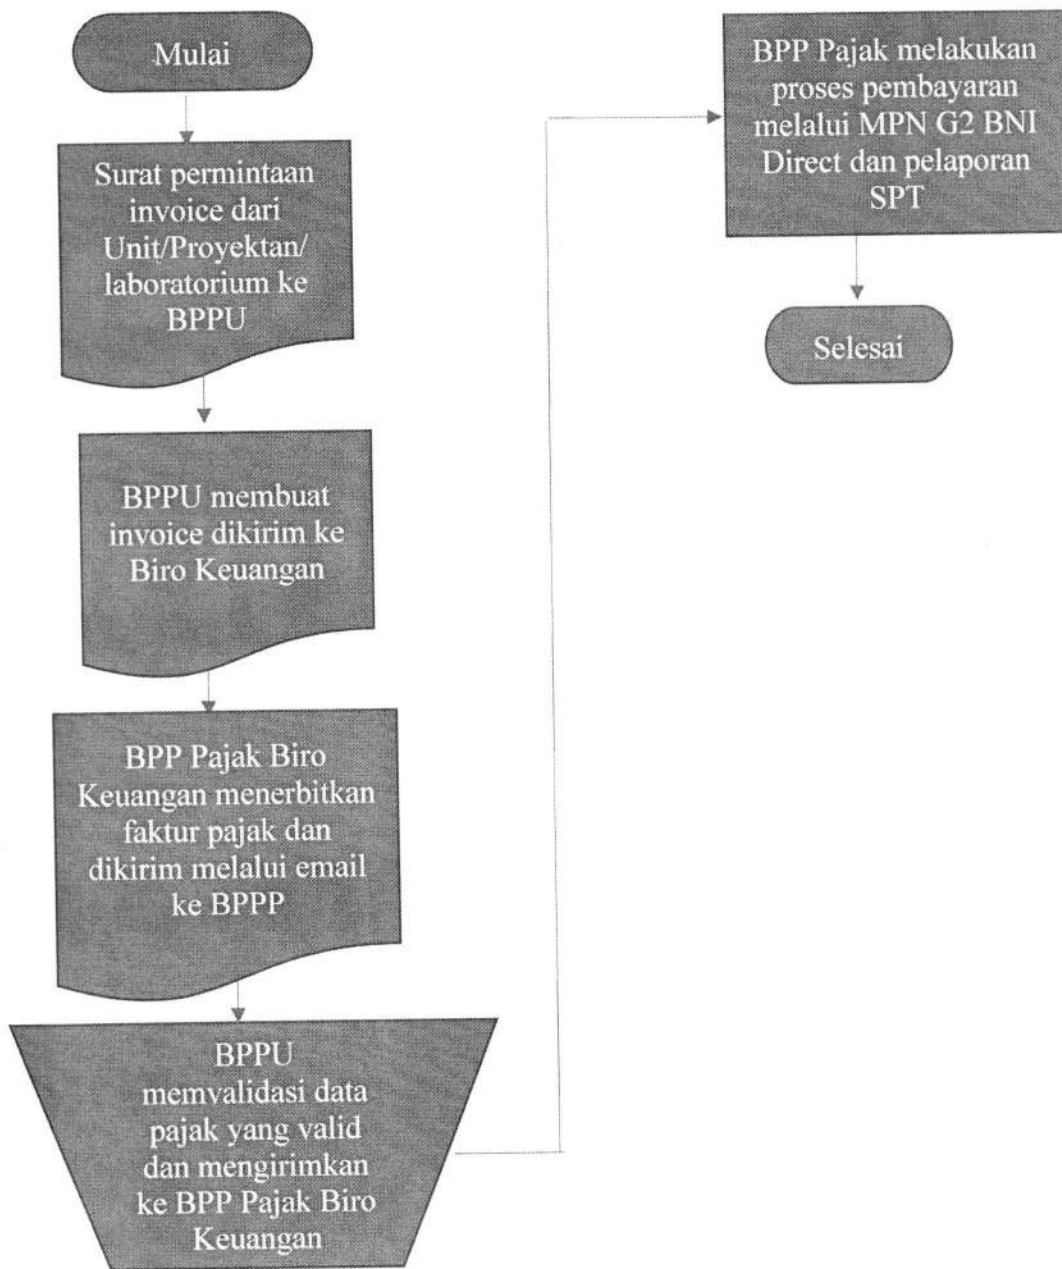 Mulai
Surat permintaan
invoice dari
Unit/Proyektan/
laboratorium ke
BPPU
BPPU membuat
invoice dikirim ke
Biro Keuangan
BPP Pajak Biro
Keuangan menerbitkan
faktur pajak dan
dikirim melalui email
ke BPPP
BPPU
memvalidasi data
pajak yang valid
dan mengirimkan
ke BPP Pajak Biro
Keuangan
BPP Pajak melakukan
proses pembayaran
melalui MPN G2 BNI
Direct dan pelaporan
SPT
Selesai